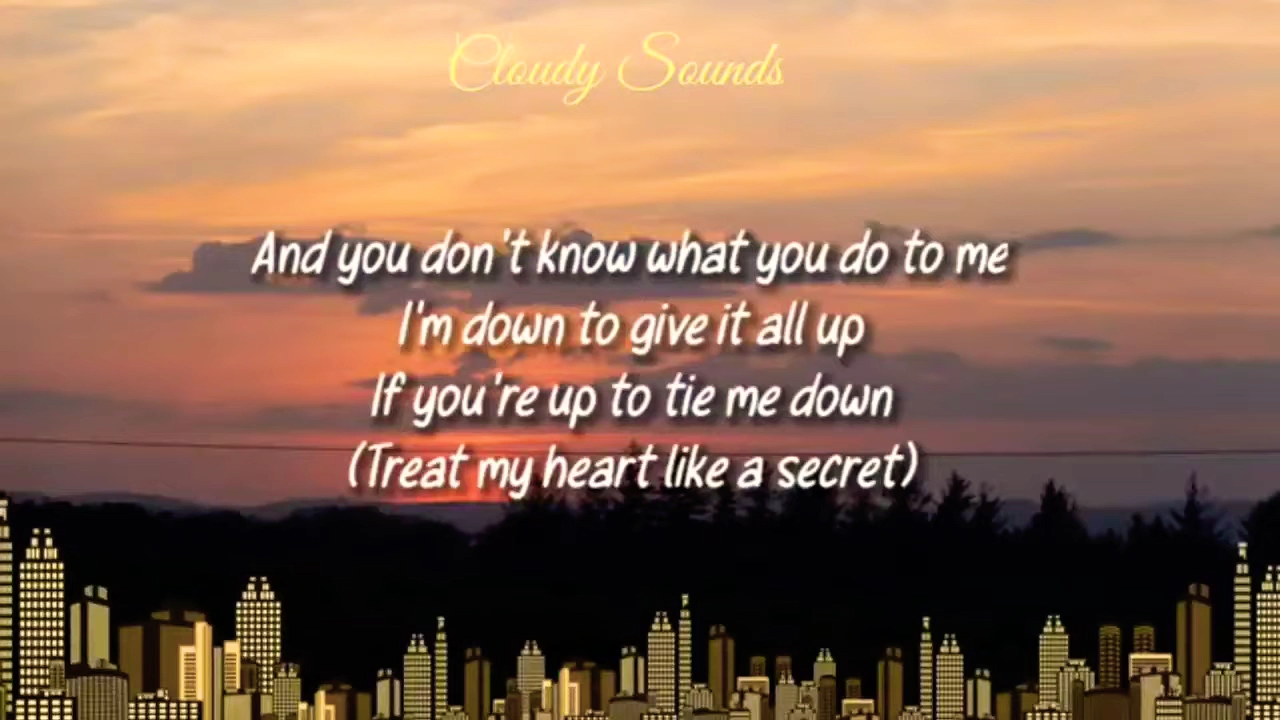 Cloudy Sounds
And you don't know what you do to me
I'm down to give it all up
If you're up to tie me down
(Treat my heart like a secret)